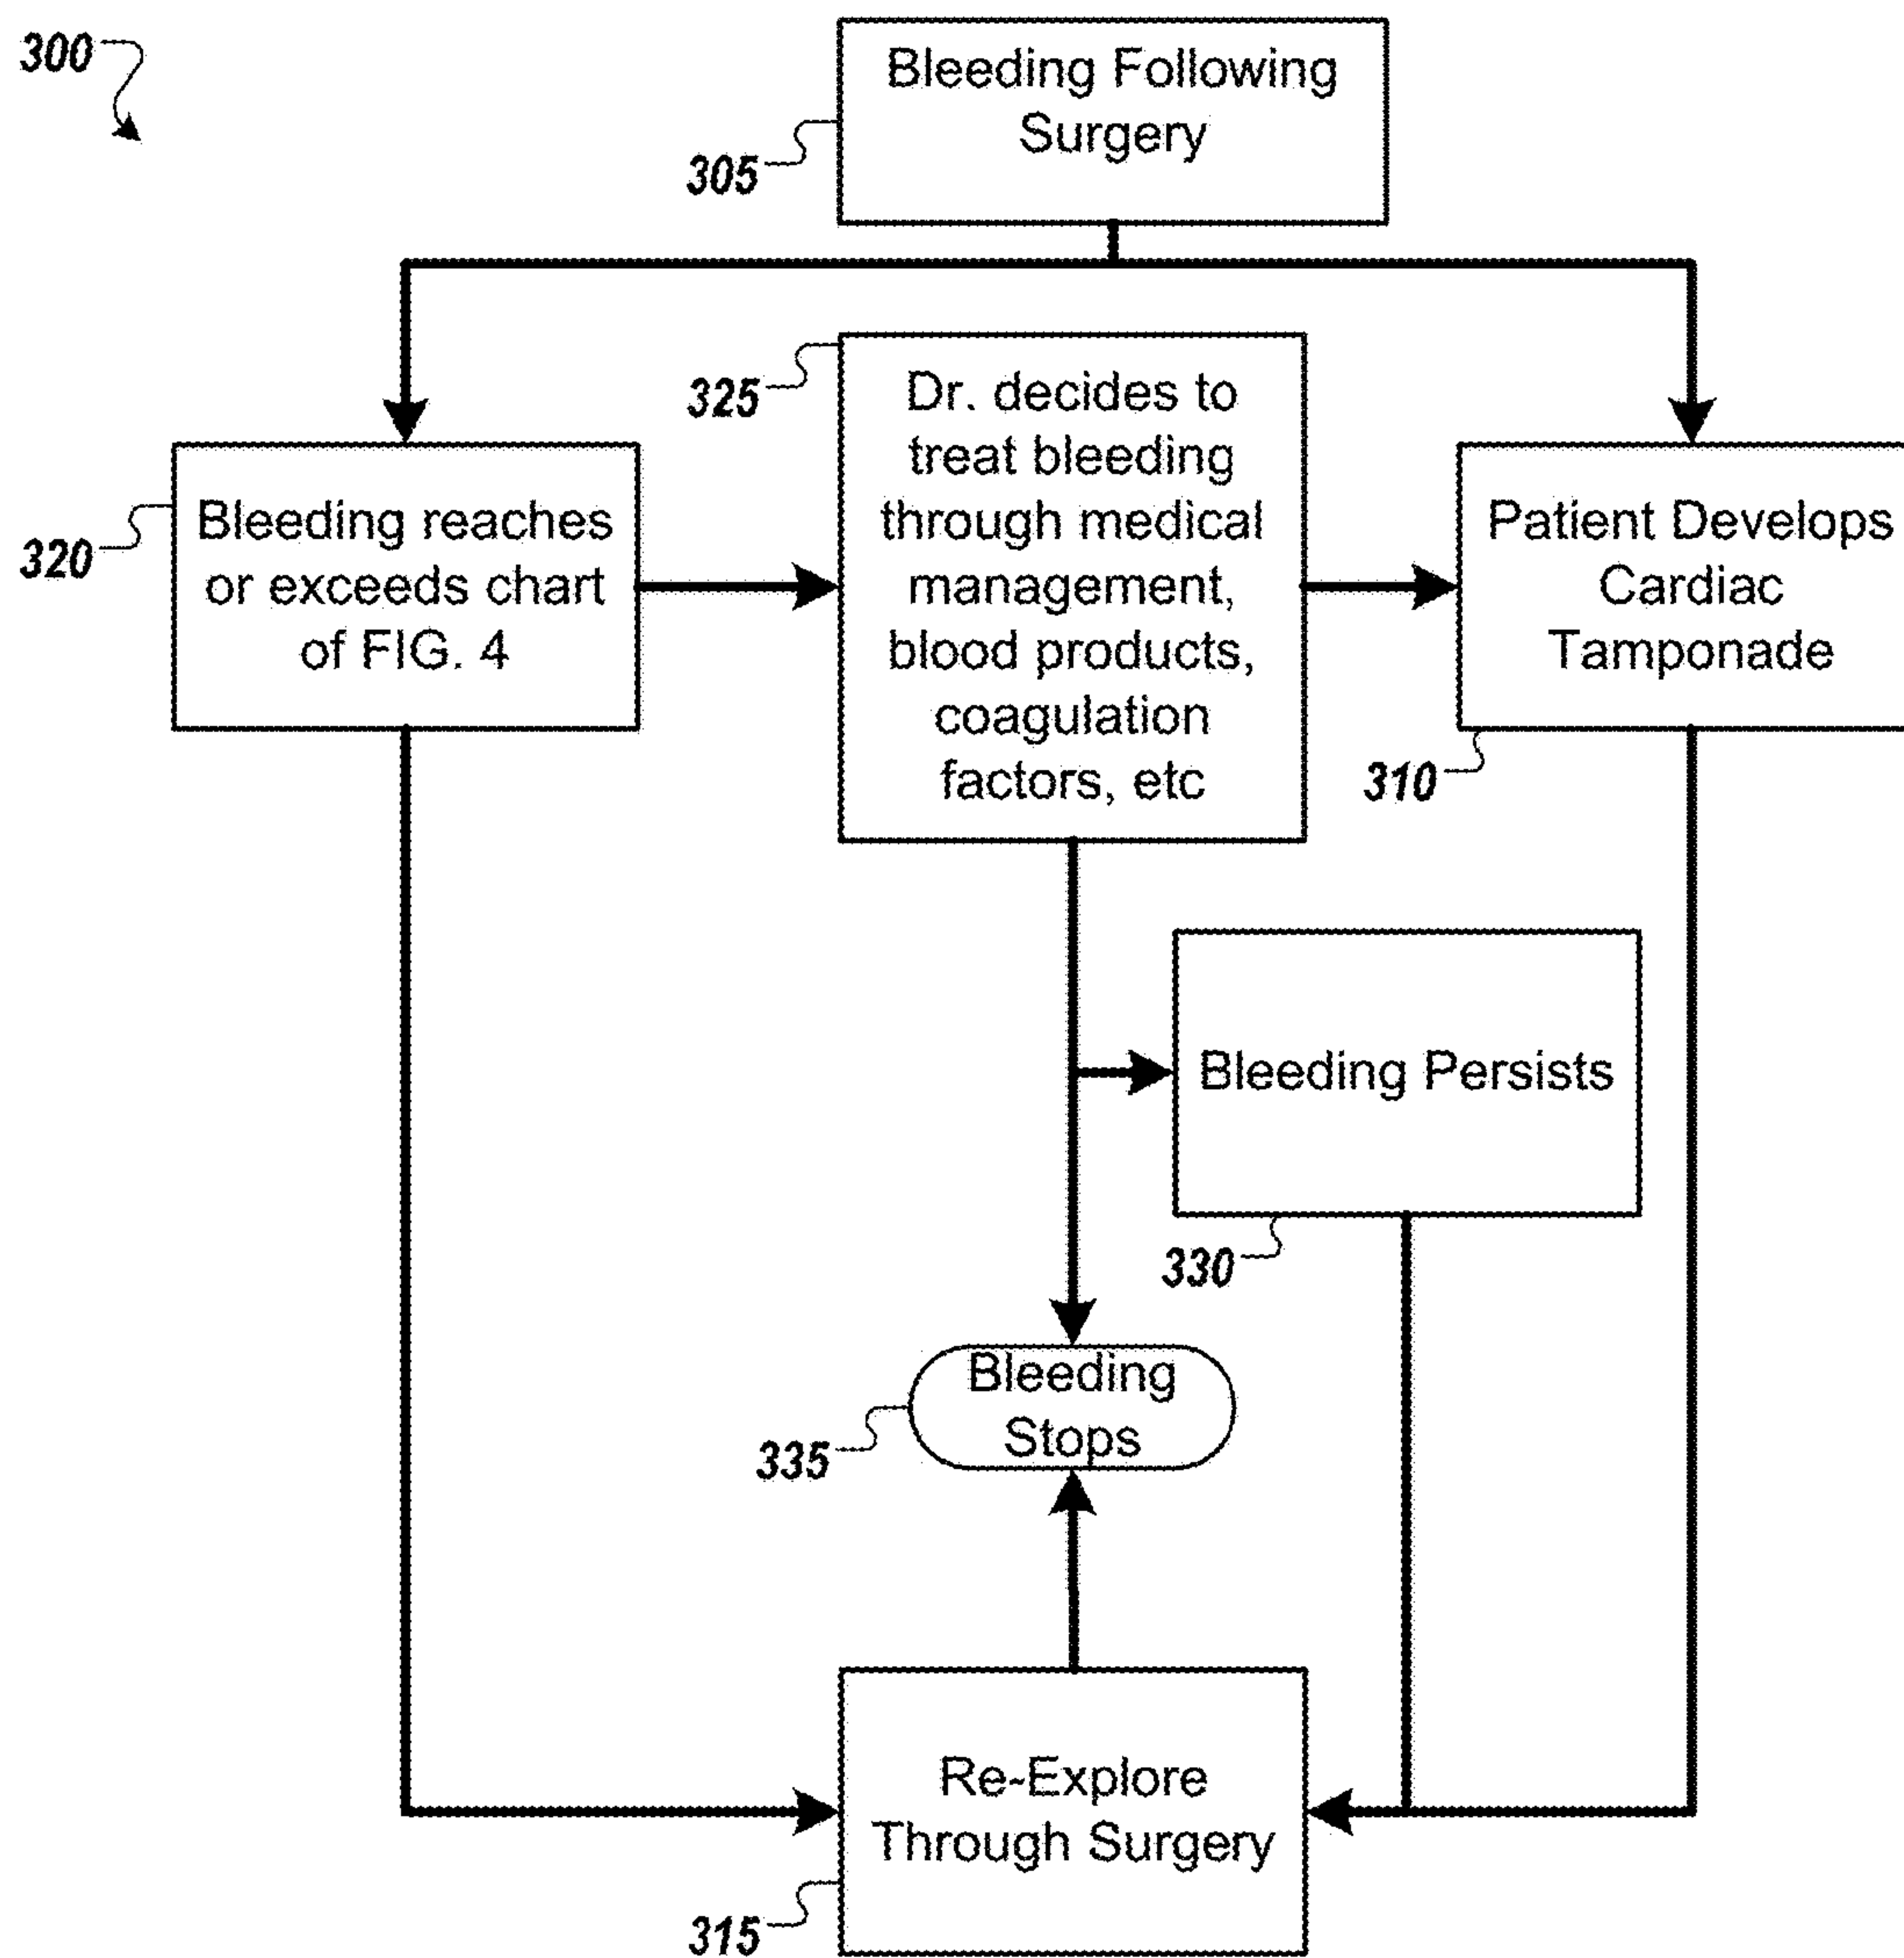 300
Bleeding Following
Surgery
305
325
Dr. decides to
treat bleeding
through medical
management,
blood products,
coagulation
factors, etc
320
Bleeding reaches
or exceeds chart
of FIG. 4
Patient Develops
Cardiac
Tamponade
310
Bleeding Persists
330
Bleeding
Stops
335
Re-Explore
Through Surgery
315